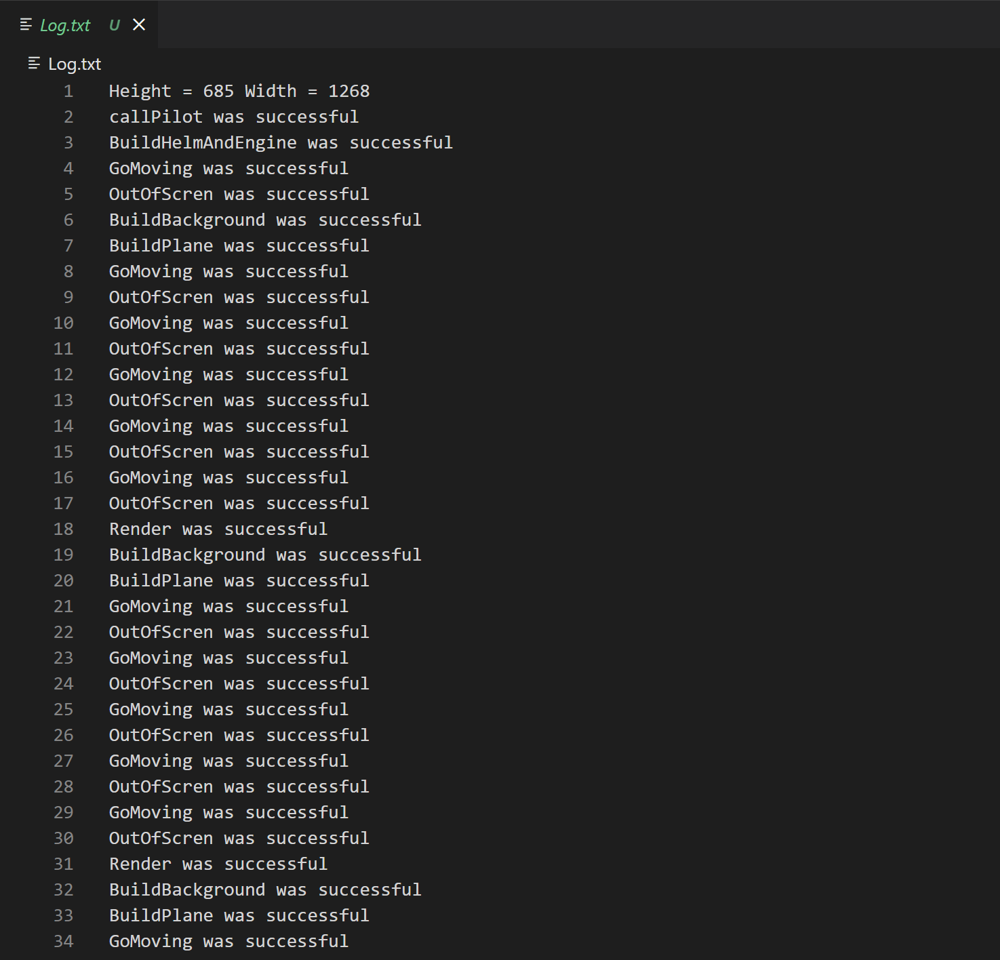 Log.txt U
Log.txt
1 Height = 685 Width = 1268
2 callPilot was successful
3 BuildHelmAndEngine was successful
4 GoMoving was successful
5 OutOfScren was successful
6 BuildBackground was successful
7 BuildPlane was successful
8 GoMoving was successful
9 OutOfScren was successful
10 GoMoving was successful
11 OutOfScren was successful
12 GoMoving was successful
13 OutOfScren was successful
14 GoMoving was successful
15 OutOfScren was successful
16 GoMoving was successful
17 OutOfScren was successful
18 Render was successful
19 BuildBackground was successful
20 BuildPlane was successful
21 GoMoving was successful
22 OutOfScren was successful
23 GoMoving was successful
24 OutOfScren was successful
25 GoMoving was successful
26 OutOfScren was successful
27 GoMoving was successful
28 OutOfScren was successful
29 GoMoving was successful
30 OutOfScren was successful
31 Render was successful
32 BuildBackground was successful
33 BuildPlane was successful
34 GoMoving was successful